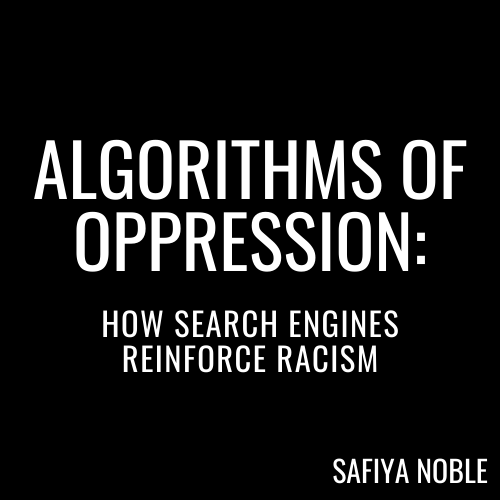 ALGORITHMS OF
OPPRESSION:
HOW SEARCH ENGINES
REINFORCE RACISM
SAFIYA NOBLE